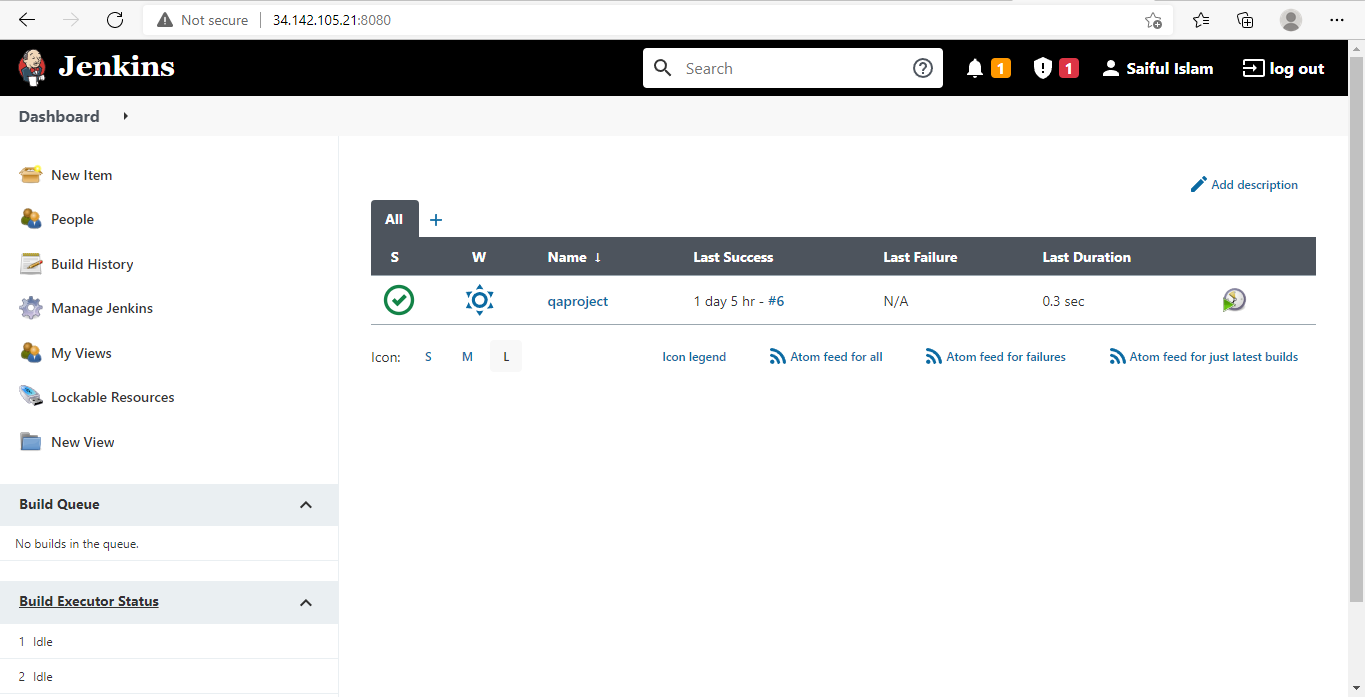 Not secure 34.142.105.21:8080
Jenkins Search 1 1 Saiful Islam log out
Dashboard
New Item
People
Build History
Manage Jenkins
My Views
Lockable Resources
New View
Build Queue
No builds in the queue.
Build Executor Status
1 Idle
2 Idle
Add description
All +
S W Name ↓ Last Success Last Failure Last Duration
qaproject 1 day 5 hr - #6 N/A 0.3 sec
Icon: S M L Icon legend Atom feed for all Atom feed for failures Atom feed for just latest builds